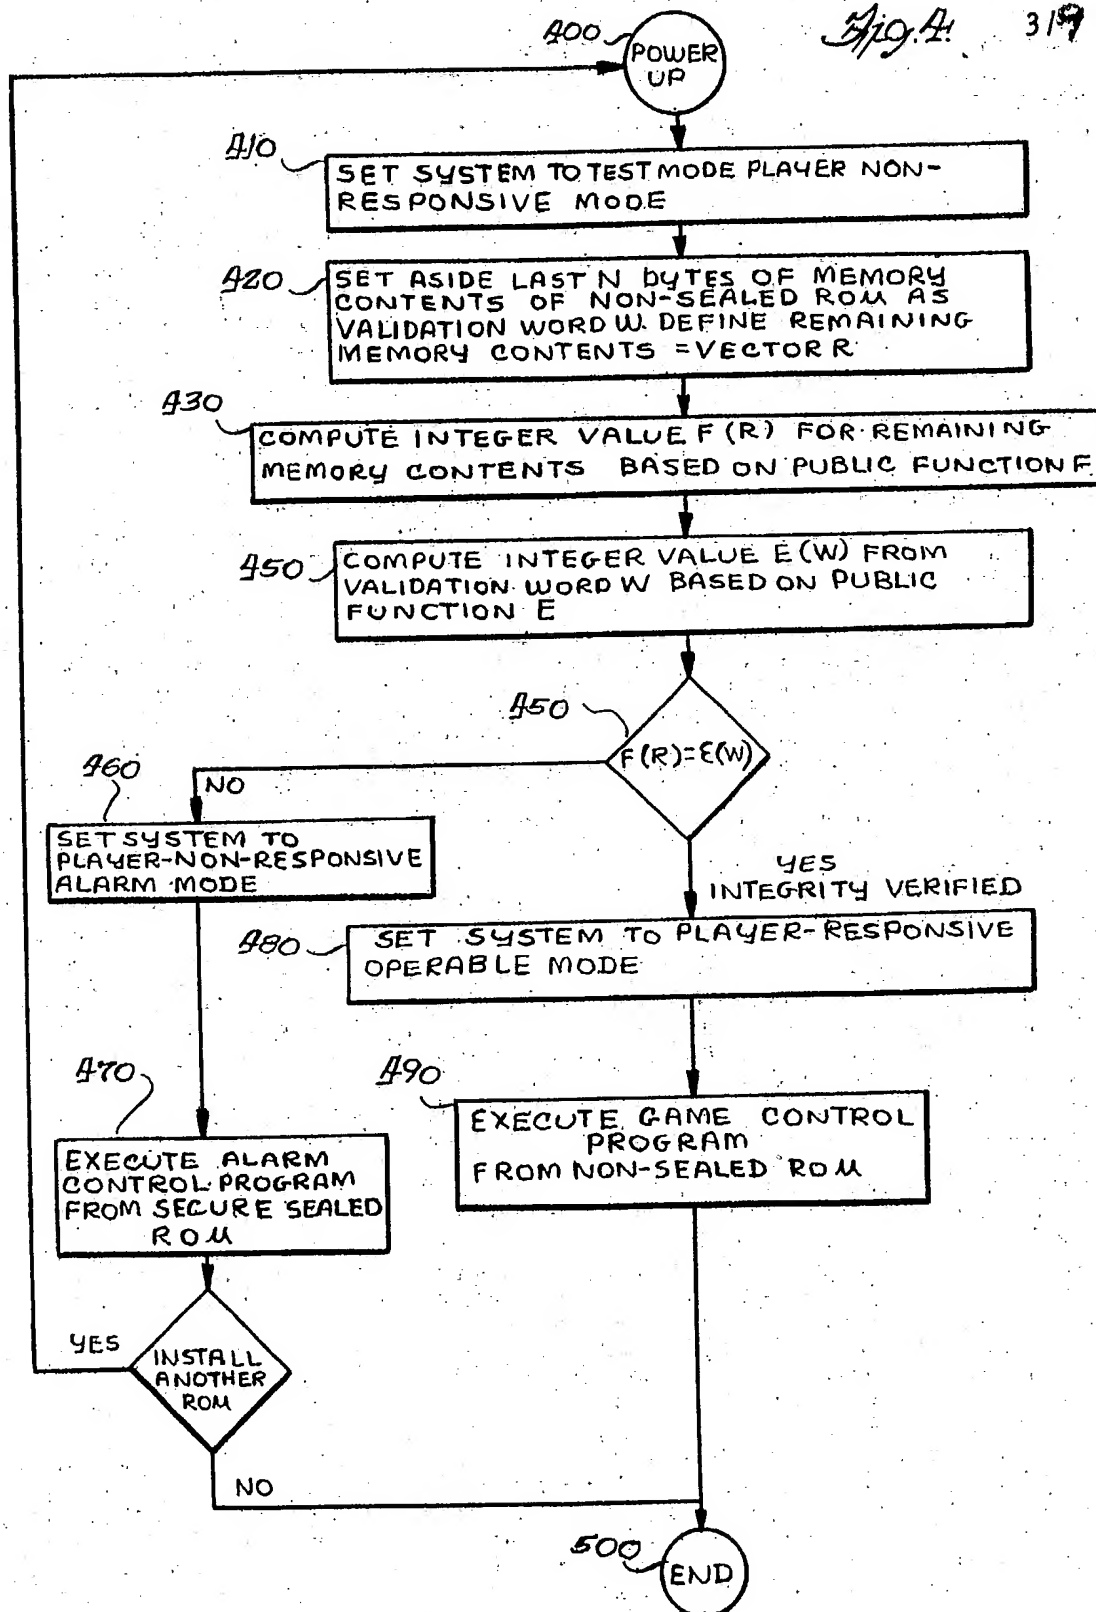 Fig. 4.
400
POWER
UP
410
SET SYSTEM TO TEST MODE PLAYER NON-
RESPONSIVE MODE
420
SET ASIDE LAST N bYTES OF MEMORY
CONTENTS OF NON-SEALED ROM AS
VALIDATION WORD W. DEFINE REMAINING
MEMORY CONTENTS = VECTOR R
430
COMPUTE INTEGER VALUE F (R) FOR REMAINING
MEMORY CONTENTS BASED ON PUBLIC FUNCTION F
450
COMPUTE INTEGER VALUE E (W) FROM
VALIDATION WORD W BASED ON PUBLIC
FUNCTION E
450
F (R) = E(W)
NO
460
SET SYSTEM TO
PLAYER-NON-RESPONSIVE
ALARM MODE
YES
INTEGRITY VERIFIED
480
SET SYSTEM TO PLAYER-RESPONSIVE
OPERABLE MODE
470
EXECUTE ALARM
CONTROL PROGRAM
FROM SECURE SEALED
ROM
490
EXECUTE GAME CONTROL
PROGRAM
FROM NON-SEALED ROM
YES
INSTALL
ANOTHER
ROM
NO
500
END